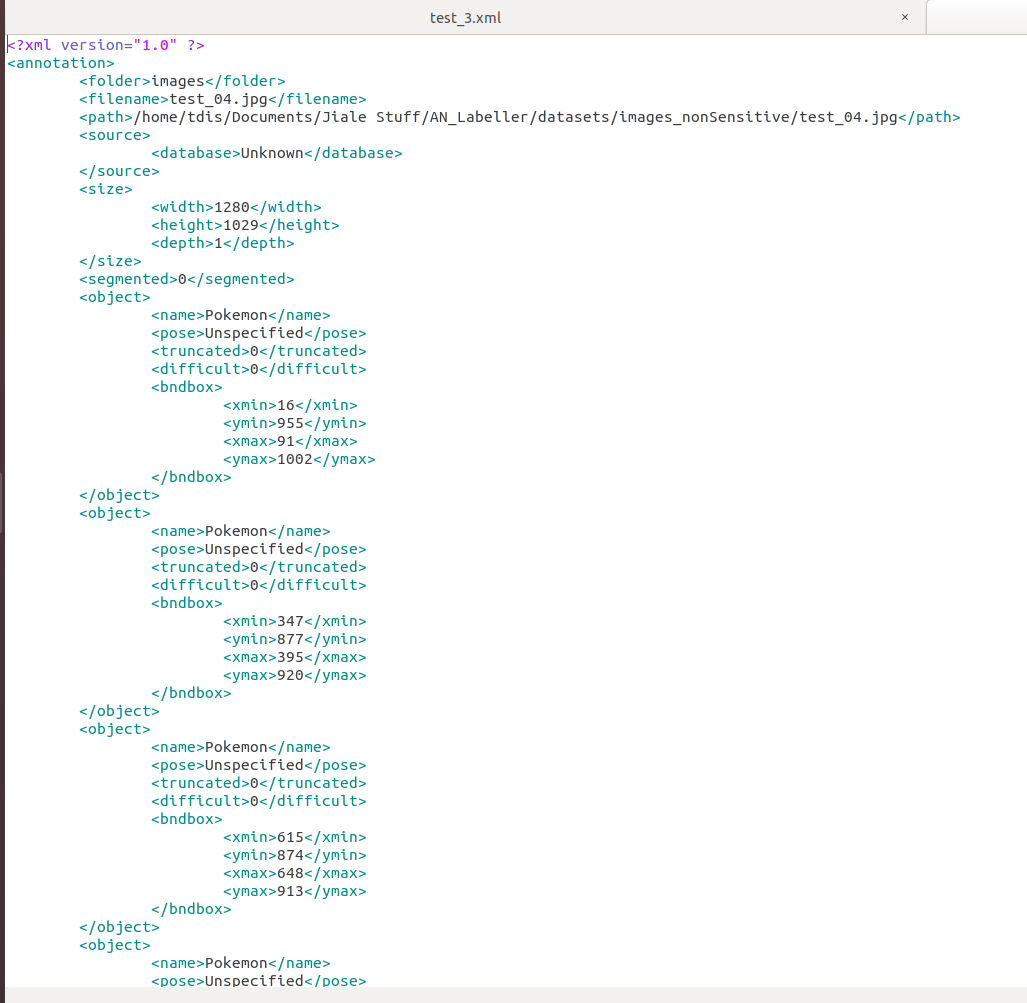 test_3.xml ×
<?xml version="1.0" ?>
<annotation>
<folder>images</folder>
<filename>test_04.jpg</filename>
<path>/home/tdis/Documents/Jiale Stuff/AN_Labeller/datasets/images_nonSensitive/test_04.jpg</path>
<source>
<database>Unknown</database>
</source>
<size>
<width>1280</width>
<height>1029</height>
<depth>1</depth>
</size>
<segmented>0</segmented>
<object>
<name>Pokemon</name>
<pose>Unspecified</pose>
<truncated>0</truncated>
<difficult>0</difficult>
<bndbox>
<xmin>16</xmin>
<ymin>955</ymin>
<xmax>91</xmax>
<ymax>1002</ymax>
</bndbox>
</object>
<object>
<name>Pokemon</name>
<pose>Unspecified</pose>
<truncated>0</truncated>
<difficult>0</difficult>
<bndbox>
<xmin>347</xmin>
<ymin>877</ymin>
<xmax>395</xmax>
<ymax>920</ymax>
</bndbox>
</object>
<object>
<name>Pokemon</name>
<pose>Unspecified</pose>
<truncated>0</truncated>
<difficult>0</difficult>
<bndbox>
<xmin>615</xmin>
<ymin>874</ymin>
<xmax>648</xmax>
<ymax>913</ymax>
</bndbox>
</object>
<object>
<name>Pokemon</name>
<pose>Unspecified</pose>